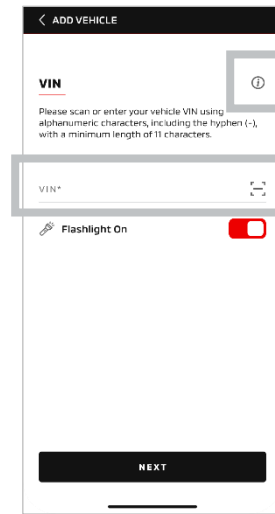 ADD VEHICLE
VIN
Please scan or enter your vehicle VIN using
alphanumeric characters, including the hyphen (-),
with a minimum length of 11 characters.
VIN*
Flashlight On
NEXT